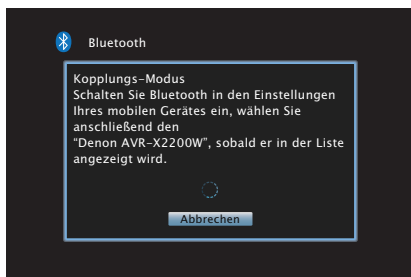 Bluetooth
Kopplungs-Modus
Schalten Sie Bluetooth in den Einstellungen
Ihres mobilen Gerätes ein, wählen Sie
anschließend den
“Denon AVR-X2200W”, sobald er in der Liste
angezeigt wird.
Abbrechen